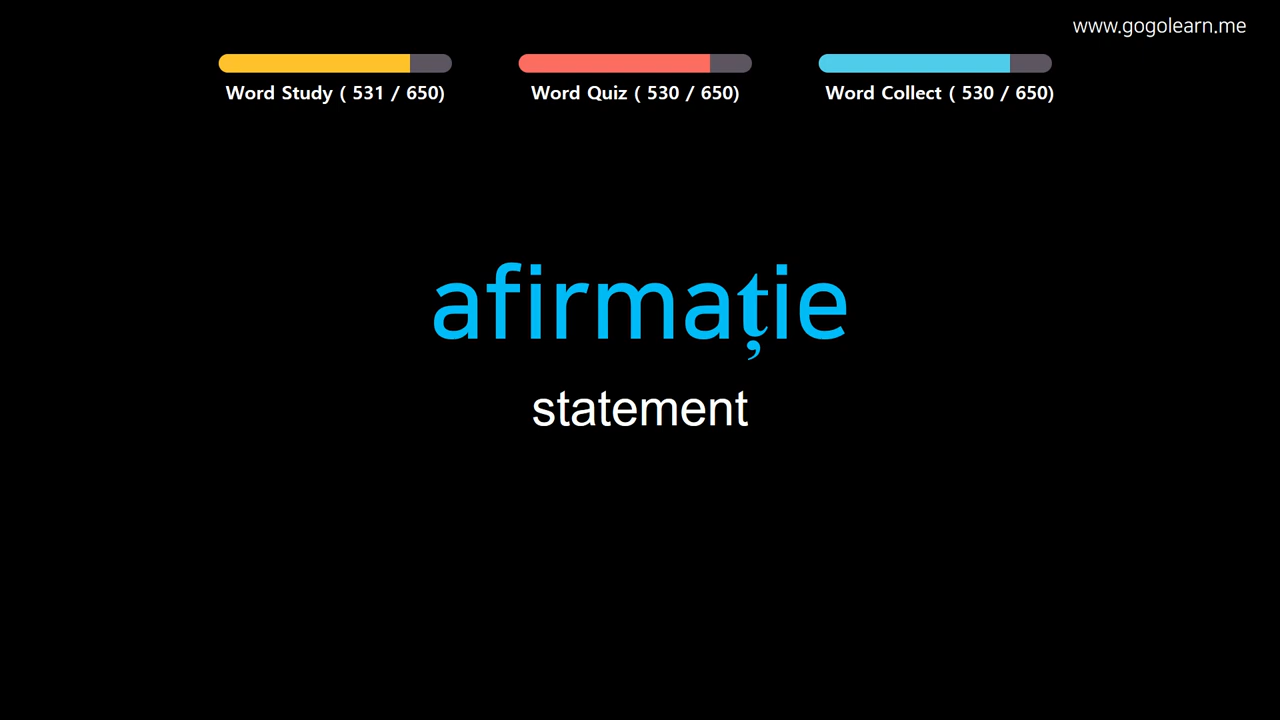 www.gogolearn.me
Word Study ( 531 / 650)
Word Quiz ( 530 / 650)
Word Collect ( 530 / 650)
afirmație
statement